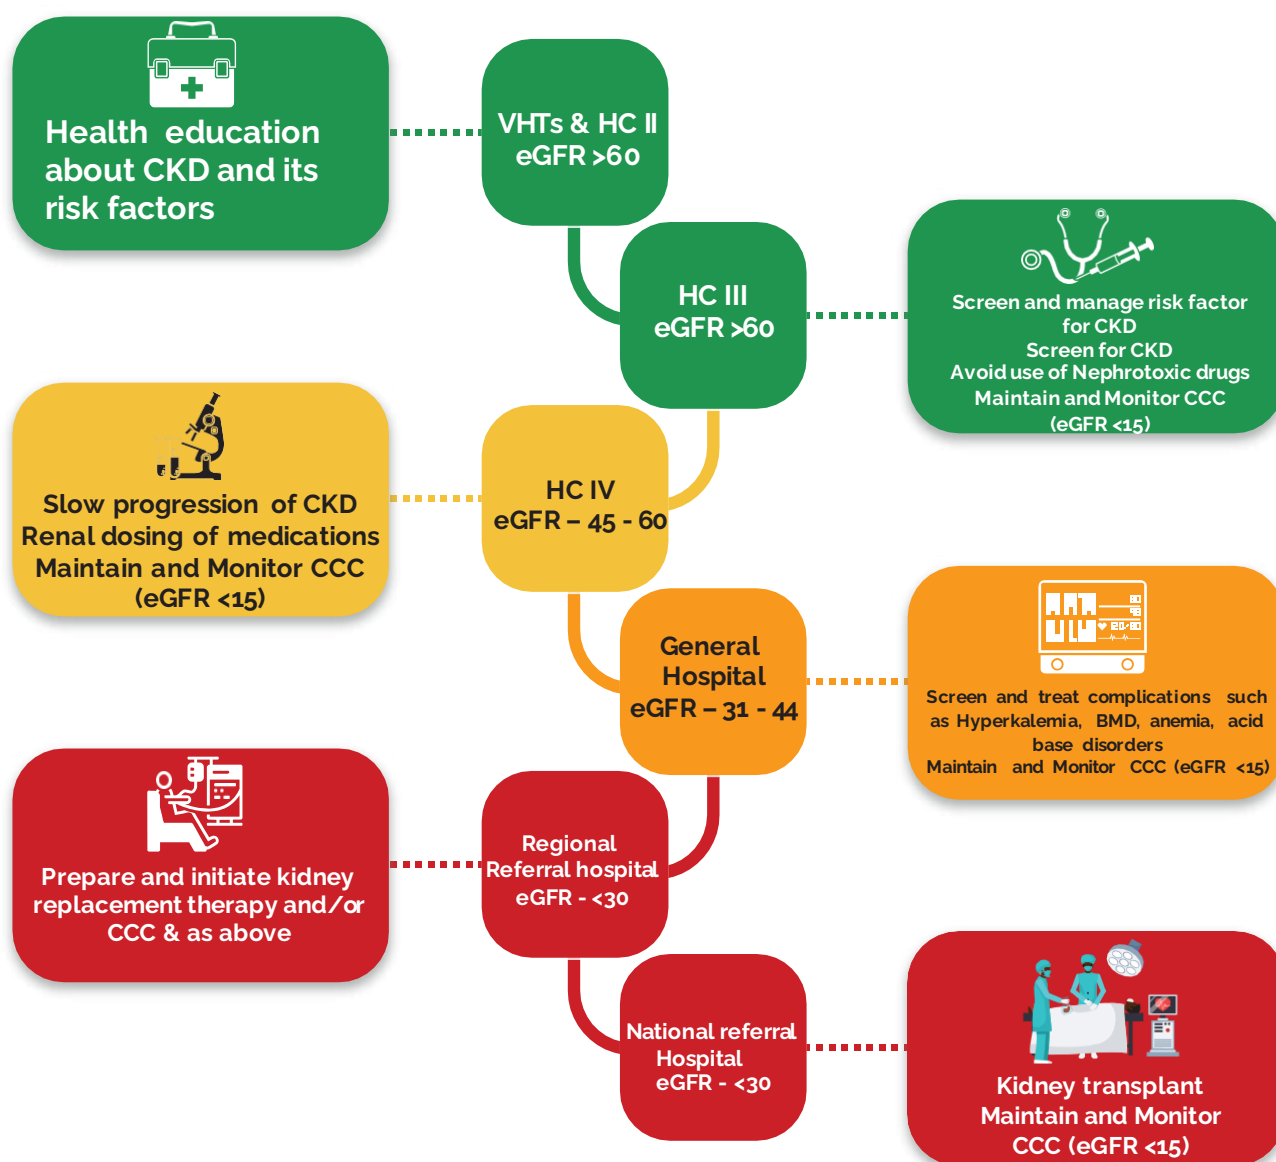 Health education
about CKD and its
risk factors
VHTs & HC II
eGFR >60
HC III
eGFR >60
Screen and manage risk factor
for CKD
Screen for CKD
Avoid use of Nephrotoxic drugs
Maintain and Monitor CCC
(eGFR <15)
Slow progression of CKD
Renal dosing of medications
Maintain and Monitor CCC
(eGFR <15)
HC IV
eGFR – 45 - 60
General
Hospital
eGFR – 31 - 44
80
98
120/80
Screen and treat complications such
as Hyperkalemia, BMD, anemia, acid
base disorders
Maintain and Monitor CCC (eGFR <15)
Prepare and initiate kidney
replacement therapy and/or
CCC & as above
Regional
Referral hospital
eGFR - <30
National referral
Hospital
eGFR - <30
Kidney transplant
Maintain and Monitor
CCC (eGFR <15)